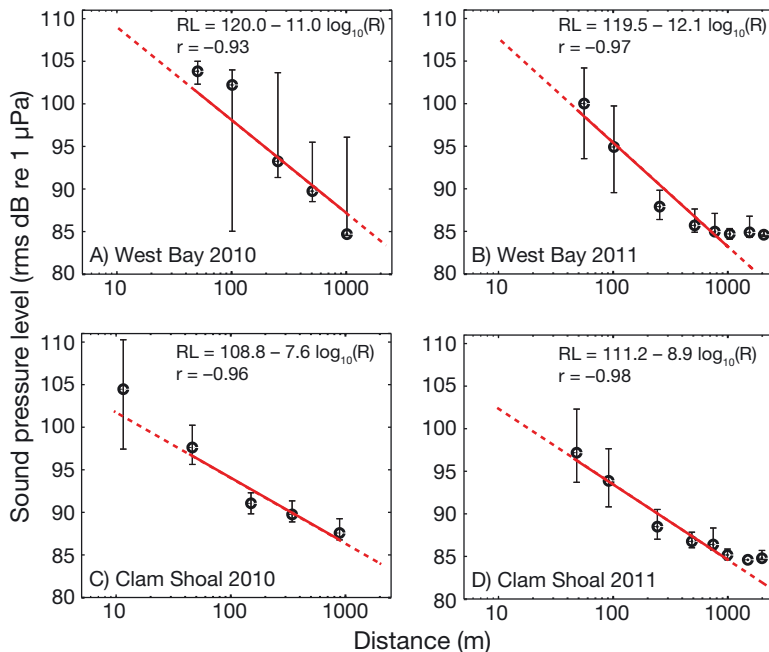 Sound pressure level (rms dB re 1 µPa)
110
105
100
95
90
85
80
RL = 120.0 – 11.0 log10(R)
r = –0.93
A) West Bay 2010
10
100
1000
110
105
100
95
90
85
80
RL = 119.5 – 12.1 log10(R)
r = –0.97
B) West Bay 2011
10
100
1000
110
105
100
95
90
85
80
RL = 108.8 – 7.6 log10(R)
r = –0.96
C) Clam Shoal 2010
10
100
1000
110
105
100
95
90
85
80
RL = 111.2 – 8.9 log10(R)
r = –0.98
D) Clam Shoal 2011
10
100
1000
Distance (m)